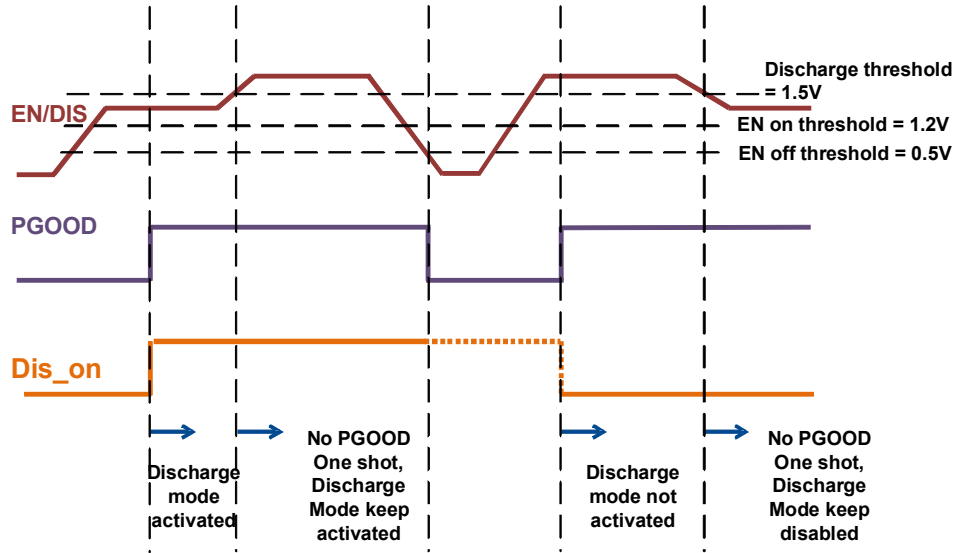 Discharge threshold
= 1.5V
EN/DIS
EN on threshold = 1.2V
EN off threshold = 0.5V
PGOOD
Dis_on
Discharge
mode
activated
No PGOOD
One shot,
Discharge
Mode keep
activated
Discharge
mode not
activated
No PGOOD
One shot,
Discharge
Mode keep
disabled